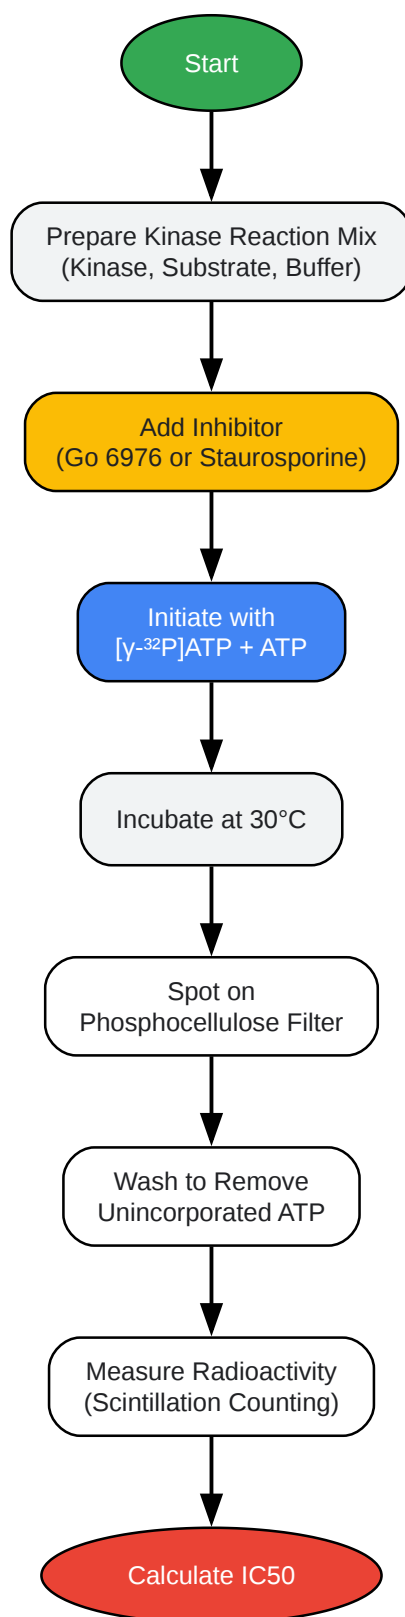 Start
Prepare Kinase Reaction Mix
(Kinase, Substrate, Buffer)
Add Inhibitor
(Go 6976 or Staurosporine)
Initiate with
[γ-³²P]ATP + ATP
Incubate at 30°C
Spot on
Phosphocellulose Filter
Wash to Remove
Unincorporated ATP
Measure Radioactivity
(Scintillation Counting)
Calculate IC50